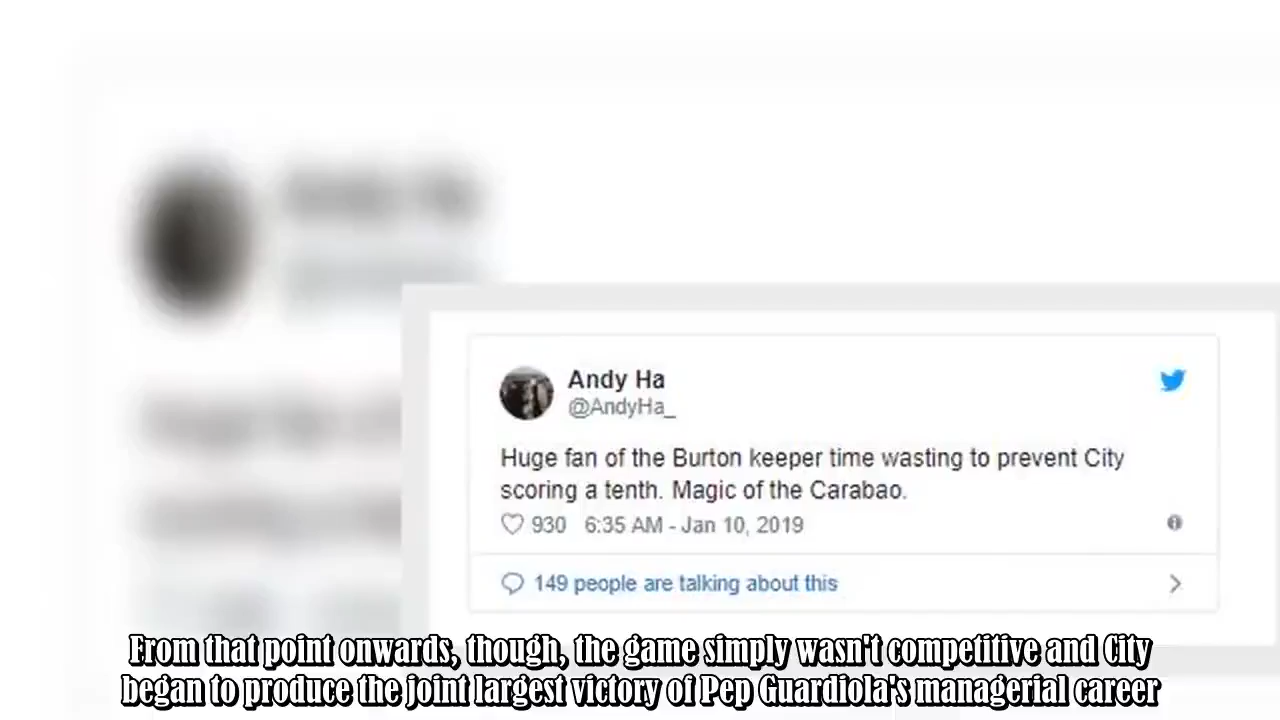 Andy Ha
@AndyHa_
Huge fan of the Burton keeper time wasting to prevent City
scoring a tenth. Magic of the Carabao.
930 6:35 AM - Jan 10, 2019
149 people are talking about this
From that point onwards, though, the game simply wasn't competitive and City
began to produce the joint largest victory of Pep Guardiola's managerial career